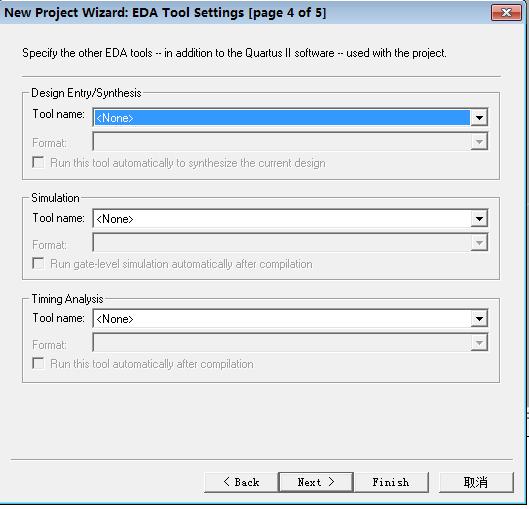 New Project Wizard: EDA Tool Settings [page 4 of 5]
Specify the other EDA tools -- in addition to the Quartus II software -- used with the project.
Design Entry/Synthesis
Tool name: <None>
Format:
Run this tool automatically to synthesize the current design
Simulation
Tool name: <None>
Format:
Run gate-level simulation automatically after compilation
Timing Analysis
Tool name: <None>
Format:
Run this tool automatically after compilation
< Back Next > Finish 取消